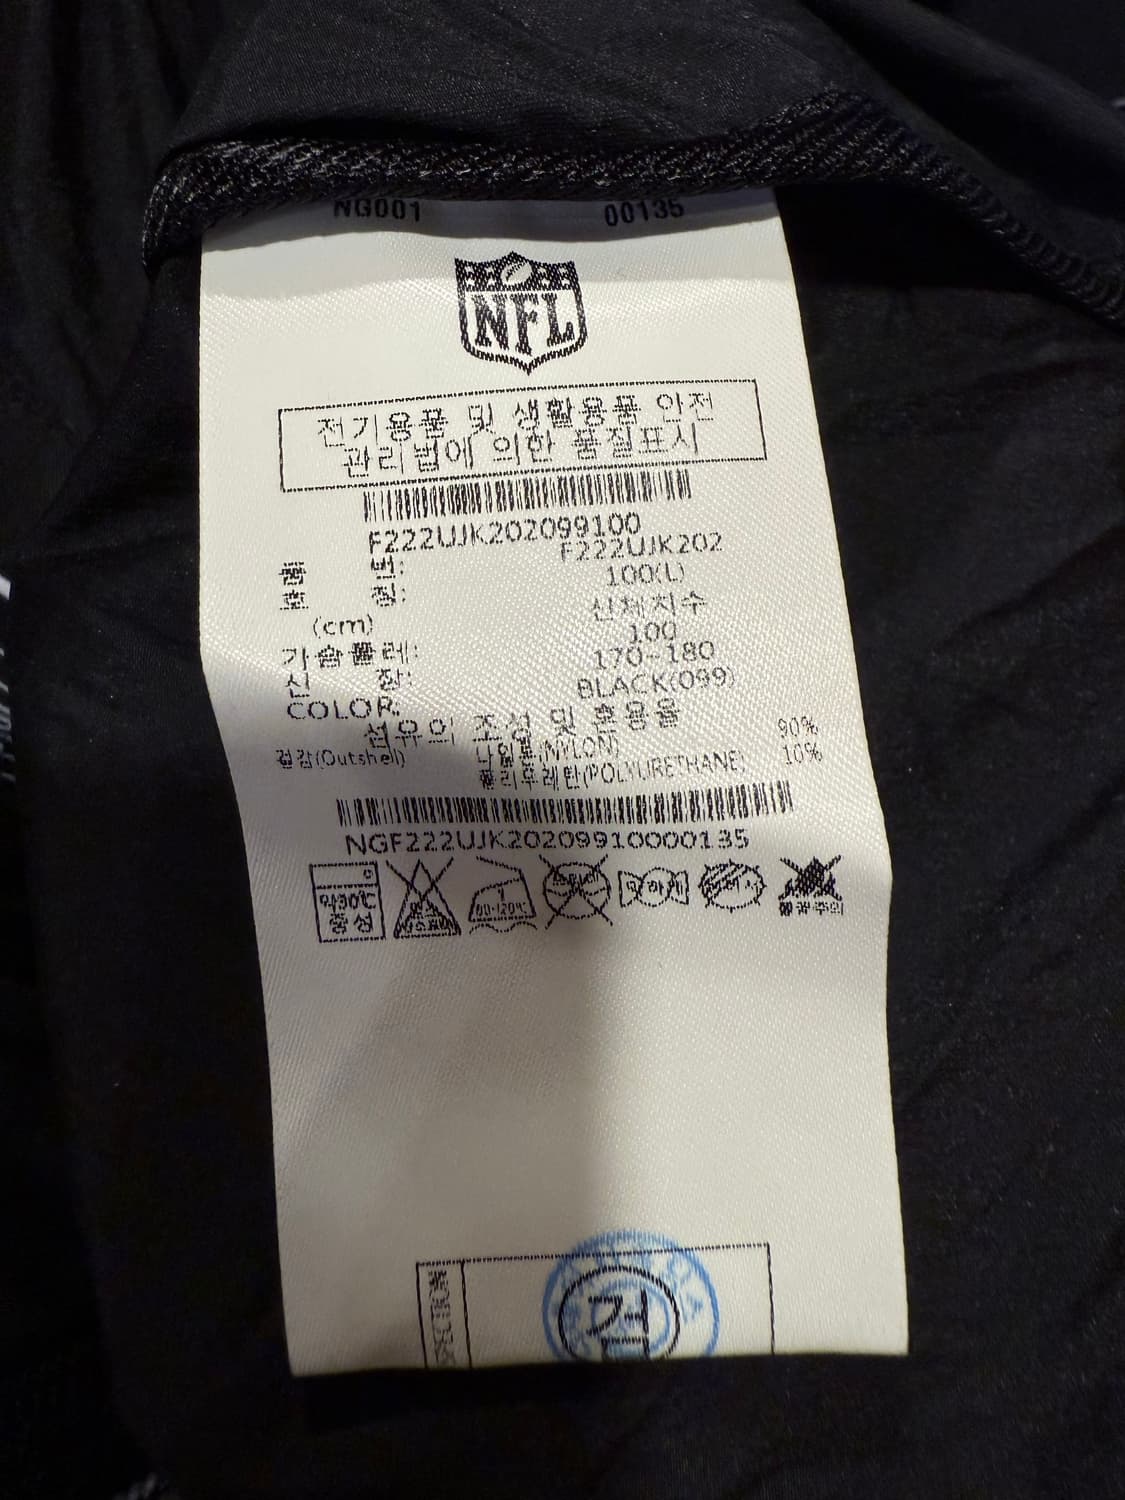 NG001 00135
NFL
전기용품 및 생활용품 안전
관리법에 의한 품질표시
F222UJK202099100
품 번: F222UJK202
호 칭: 100(L)
(cm) 신체치수
가슴둘레: 100
신 장: 170-180
COLOR: BLACK(099)
섬유의 조성 및 혼용율
겉감(Outshell) 나일론(NYLON) 90%
폴리우레탄(POLYURETHANE) 10%
NGF222UJK20209910000135
약30℃
중성
검